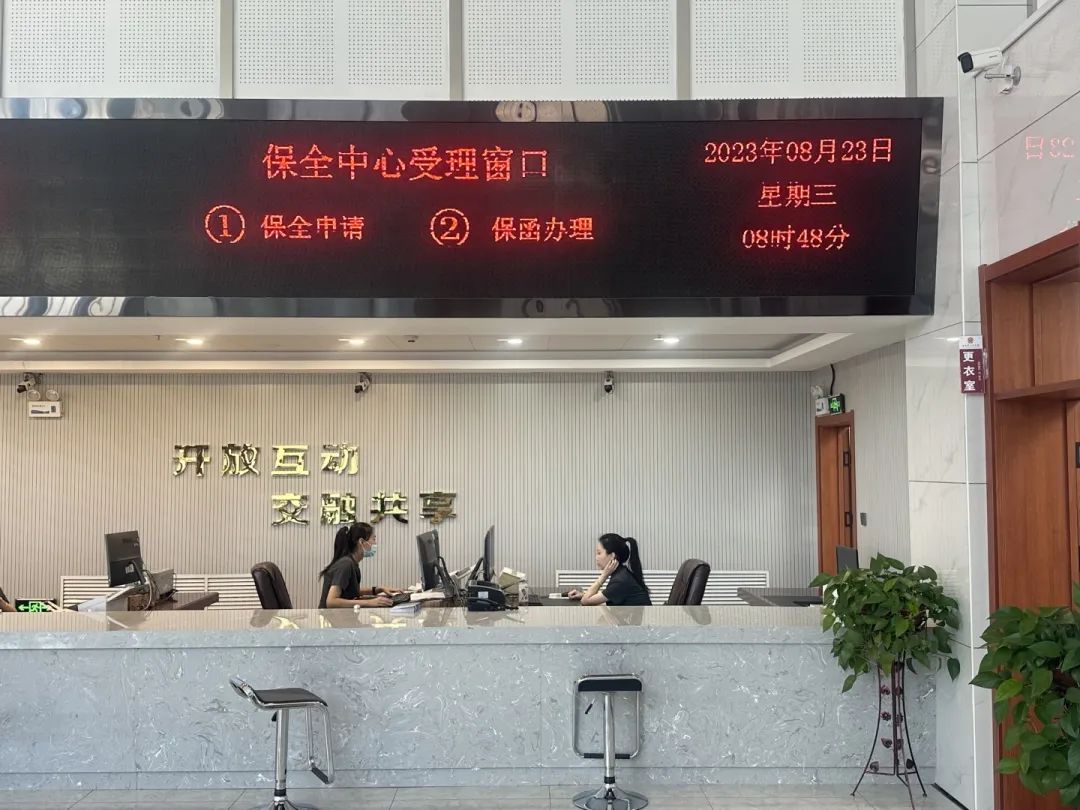 保全中心受理窗口
① 保全申请 ② 保函办理
2023年08月23日
星期三
08时48分
开放互动
交融共享
更衣室